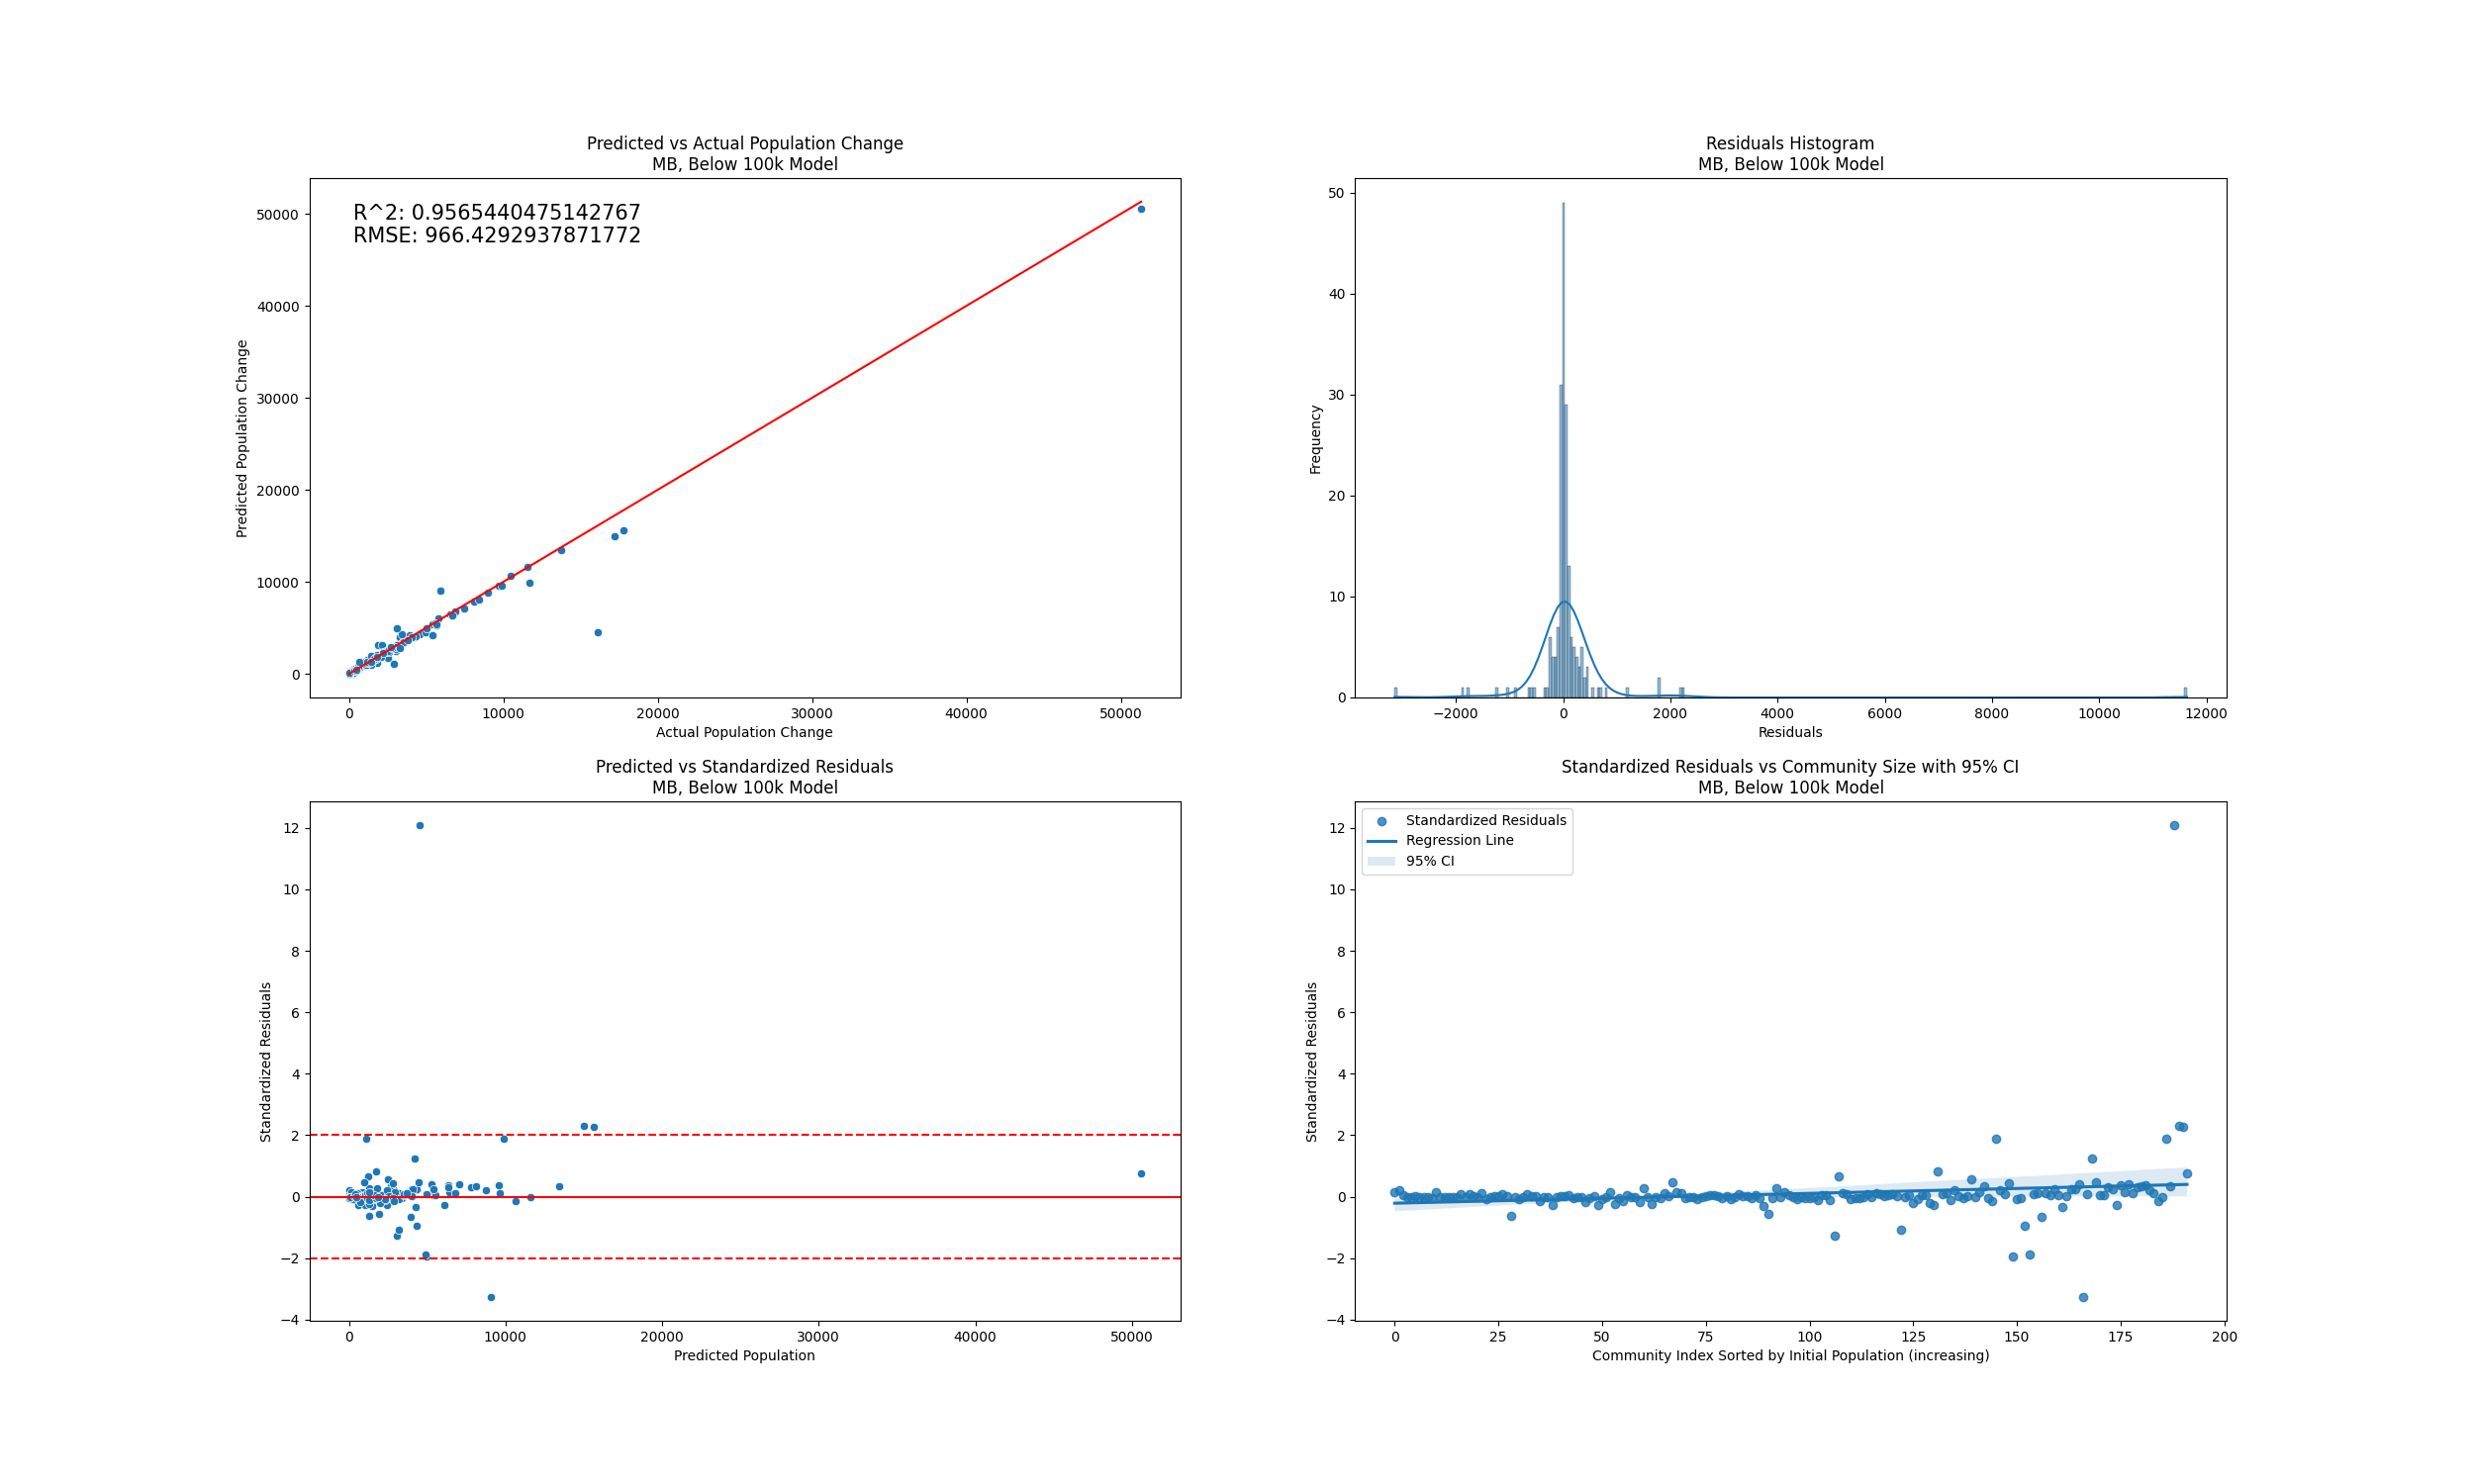 Predicted vs Actual Population Change
MB, Below 100k Model
R^2: 0.9565440475142767
RMSE: 966.4292937871772
50000
40000
30000
20000
10000
0
Predicted Population Change
0 10000 20000 30000 40000 50000
Actual Population Change
Residuals Histogram
MB, Below 100k Model
50
40
30
20
10
0
Frequency
−2000 0 2000 4000 6000 8000 10000 12000
Residuals
Predicted vs Standardized Residuals
MB, Below 100k Model
12
10
8
6
4
2
0
−2
−4
Standardized Residuals
0 10000 20000 30000 40000 50000
Predicted Population
Standardized Residuals vs Community Size with 95% CI
MB, Below 100k Model
Standardized Residuals
Regression Line
95% CI
12
10
8
6
4
2
0
−2
−4
Standardized Residuals
0 25 50 75 100 125 150 175 200
Community Index Sorted by Initial Population (increasing)